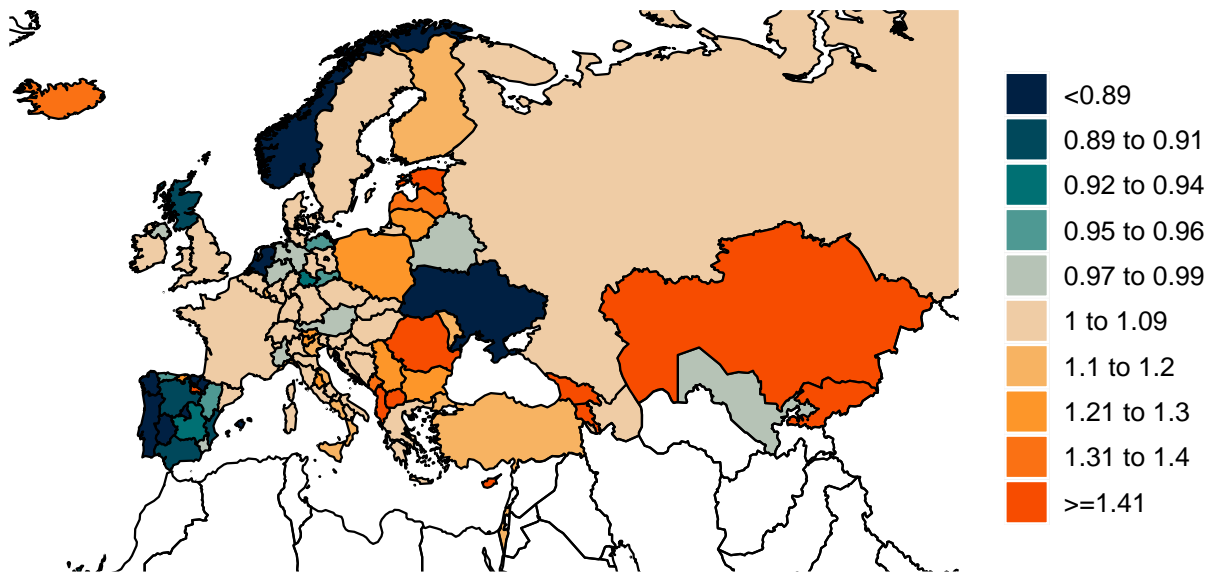 <0.89
0.89 to 0.91
0.92 to 0.94
0.95 to 0.96
0.97 to 0.99
1 to 1.09
1.1 to 1.2
1.21 to 1.3
1.31 to 1.4
>=1.41